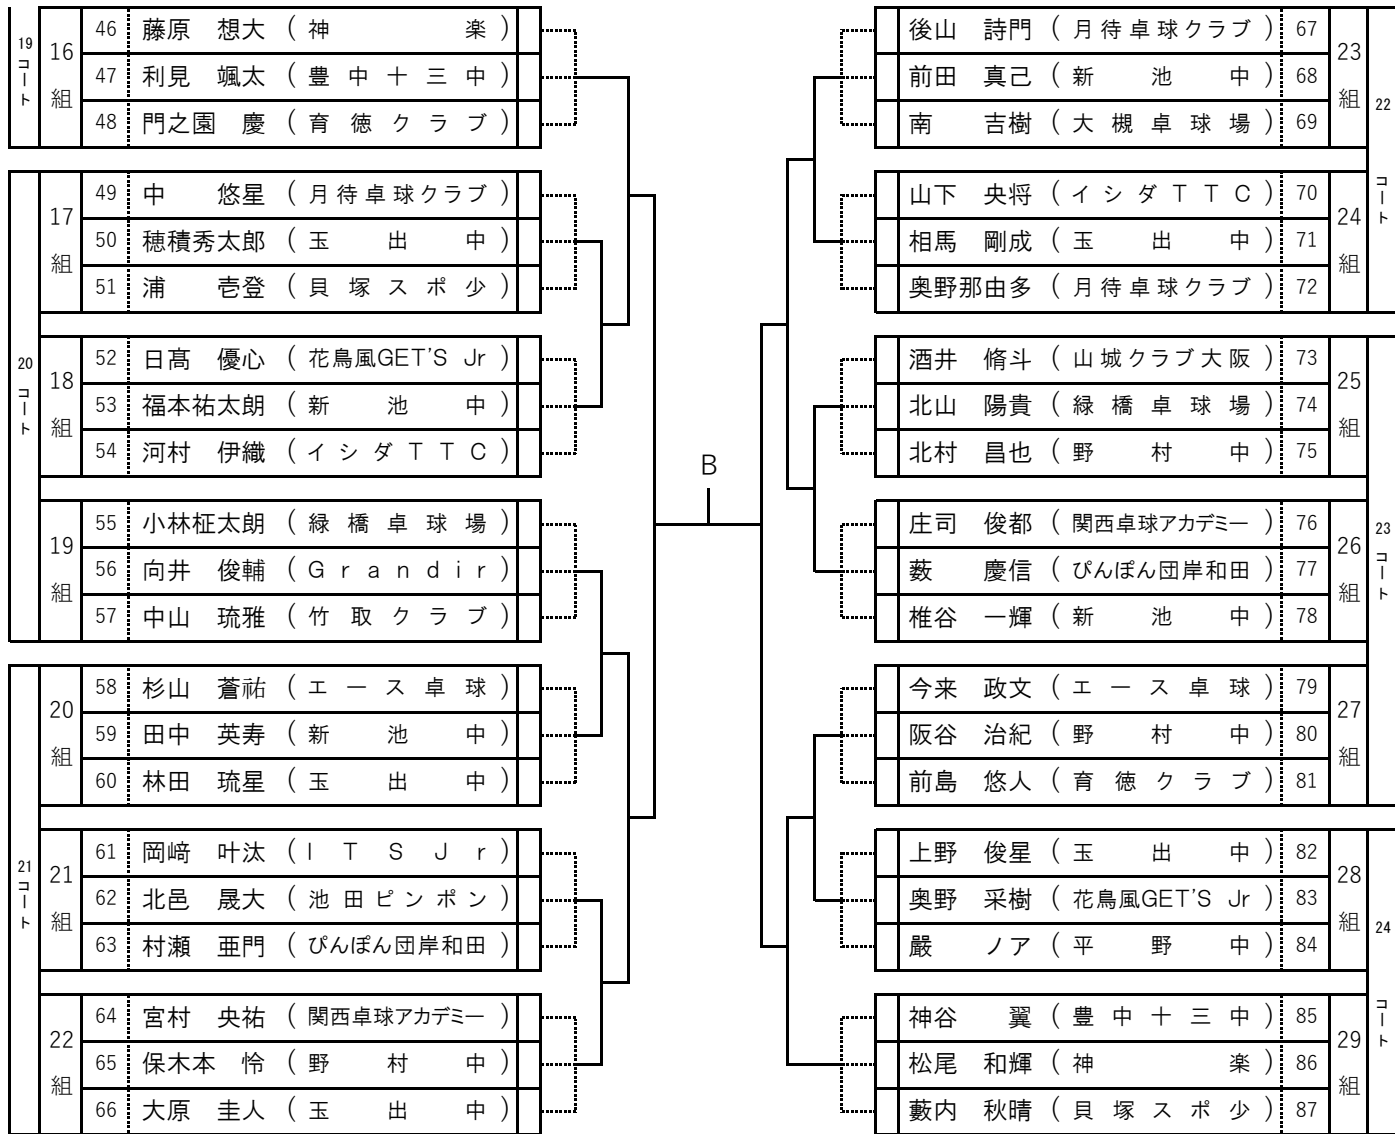 19コート
16組
46 藤原 想大 (神楽)
47 利見 颯太 (豊中十三中)
48 門之園 慶 (育徳クラブ)
20コート
17組
49 中 悠星 (月待卓球クラブ)
50 穂積秀太郎 (玉出中)
51 浦 壱登 (貝塚スポ少)
18組
52 日髙 優心 (花鳥風GET'S Jr)
53 福本祐太朗 (新池中)
54 河村 伊織 (イシダTTC)
19組
55 小林柾太朗 (緑橋卓球場)
56 向井 俊輔 (Grandir)
57 中山 琉雅 (竹取クラブ)
21コート
20組
58 杉山 蒼祐 (エース卓球)
59 田中 英寿 (新池中)
60 林田 琉星 (玉出中)
21組
61 岡﨑 叶汰 (ITSJr)
62 北邑 晟大 (池田ピンポン)
63 村瀬 亜門 (ぴんぽん団岸和田)
22組
64 宮村 央祐 (関西卓球アカデミー)
65 保木本 怜 (野村中)
66 大原 圭人 (玉出中)
B
22コート
23組
後山 詩門 (月待卓球クラブ) 67
前田 真己 (新池中) 68
南 吉樹 (大槻卓球場) 69
24組
山下 央将 (イシダTTC) 70
相馬 剛成 (玉出中) 71
奥野那由多 (月待卓球クラブ) 72
23コート
25組
酒井 脩斗 (山城クラブ大阪) 73
北山 陽貴 (緑橋卓球場) 74
北村 昌也 (野村中) 75
26組
庄司 俊都 (関西卓球アカデミー) 76
薮 慶信 (ぴんぽん団岸和田) 77
椎谷 一輝 (新池中) 78
27組
今来 政文 (エース卓球) 79
阪谷 治紀 (野村中) 80
前島 悠人 (育徳クラブ) 81
24コート
28組
上野 俊星 (玉出中) 82
奥野 采樹 (花鳥風GET'S Jr) 83
嚴 ノア (平野中) 84
29組
神谷 翼 (豊中十三中) 85
松尾 和輝 (神楽) 86
藪内 秋晴 (貝塚スポ少) 87